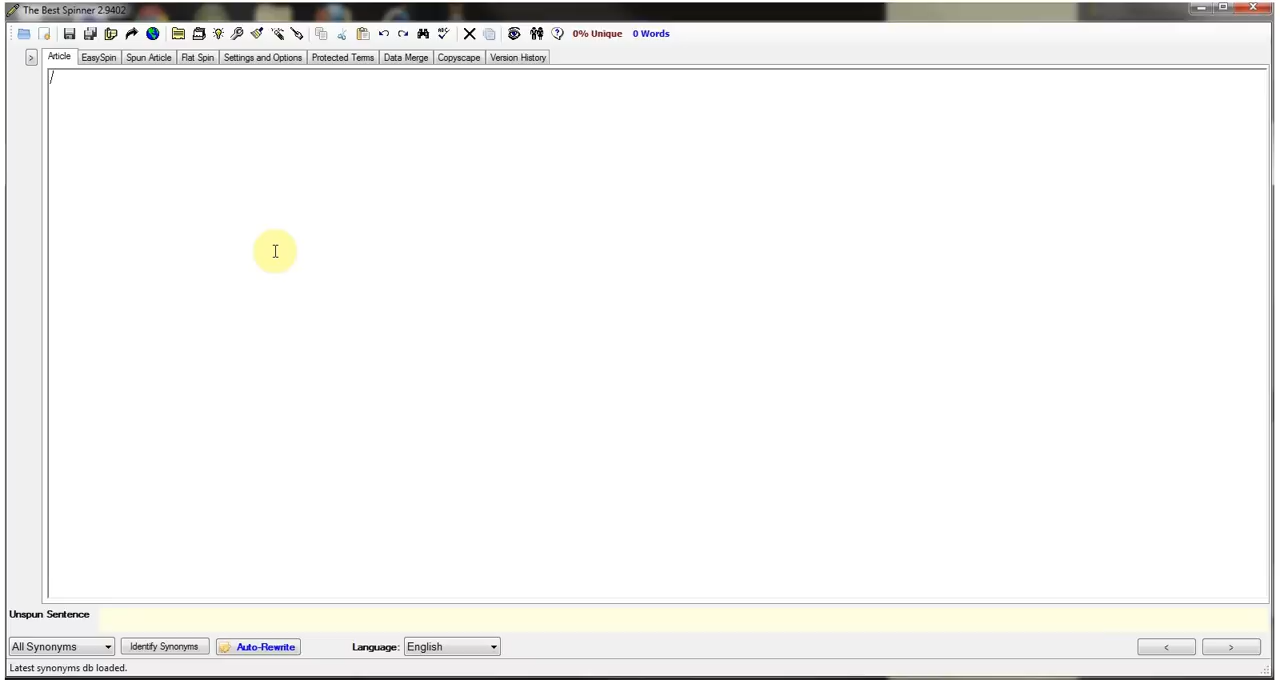 The Best Spinner 2.9402
0% Unique 0 Words
> Article EasySpin Spun Article Flat Spin Settings and Options Protected Terms Data Merge Copyscape Version History
Unspun Sentence
All Synonyms Identify Synonyms Auto-Rewrite Language: English < >
Latest synonyms db loaded.